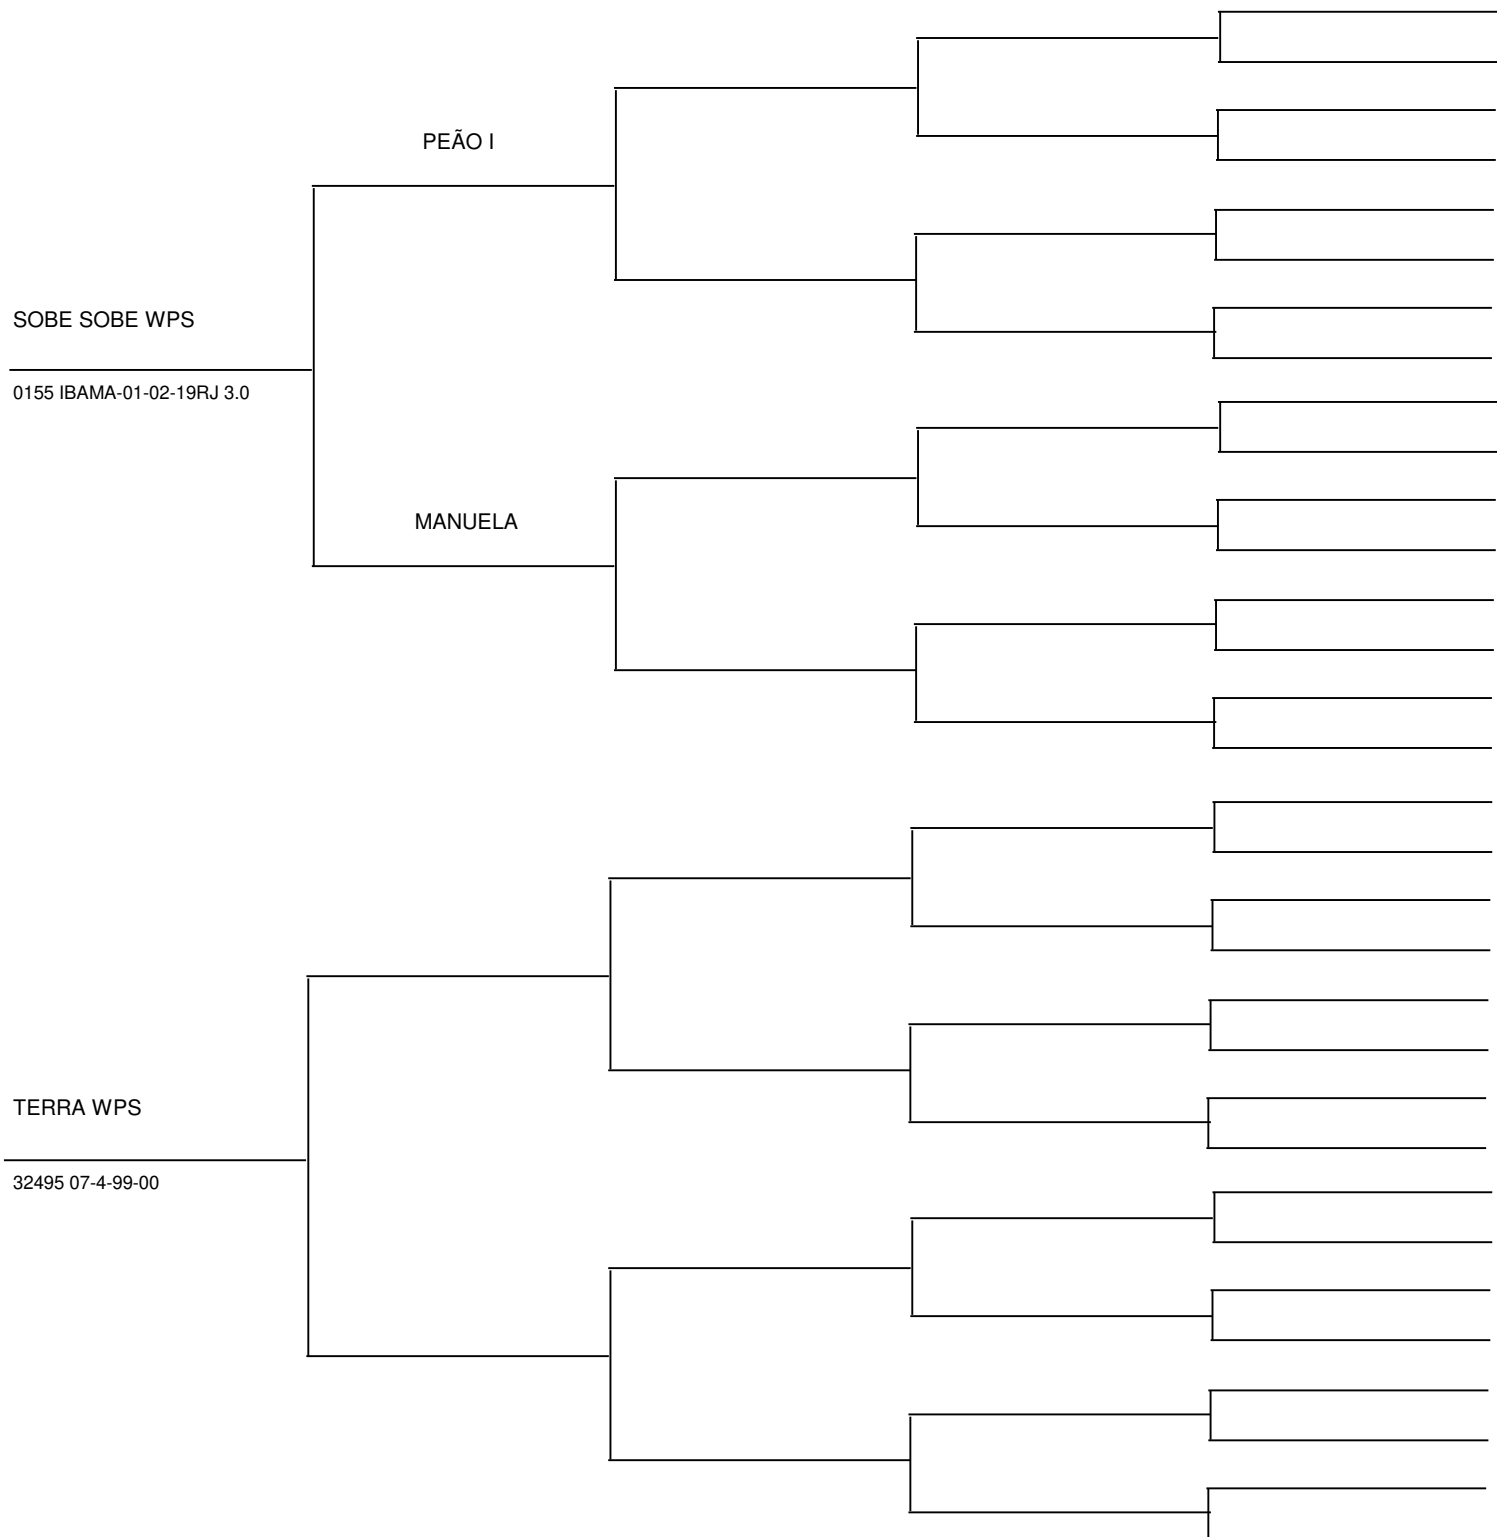 PEÃO I
SOBE SOBE WPS
0155 IBAMA-01-02-19RJ 3.0
MANUELA
TERRA WPS
32495 07-4-99-00